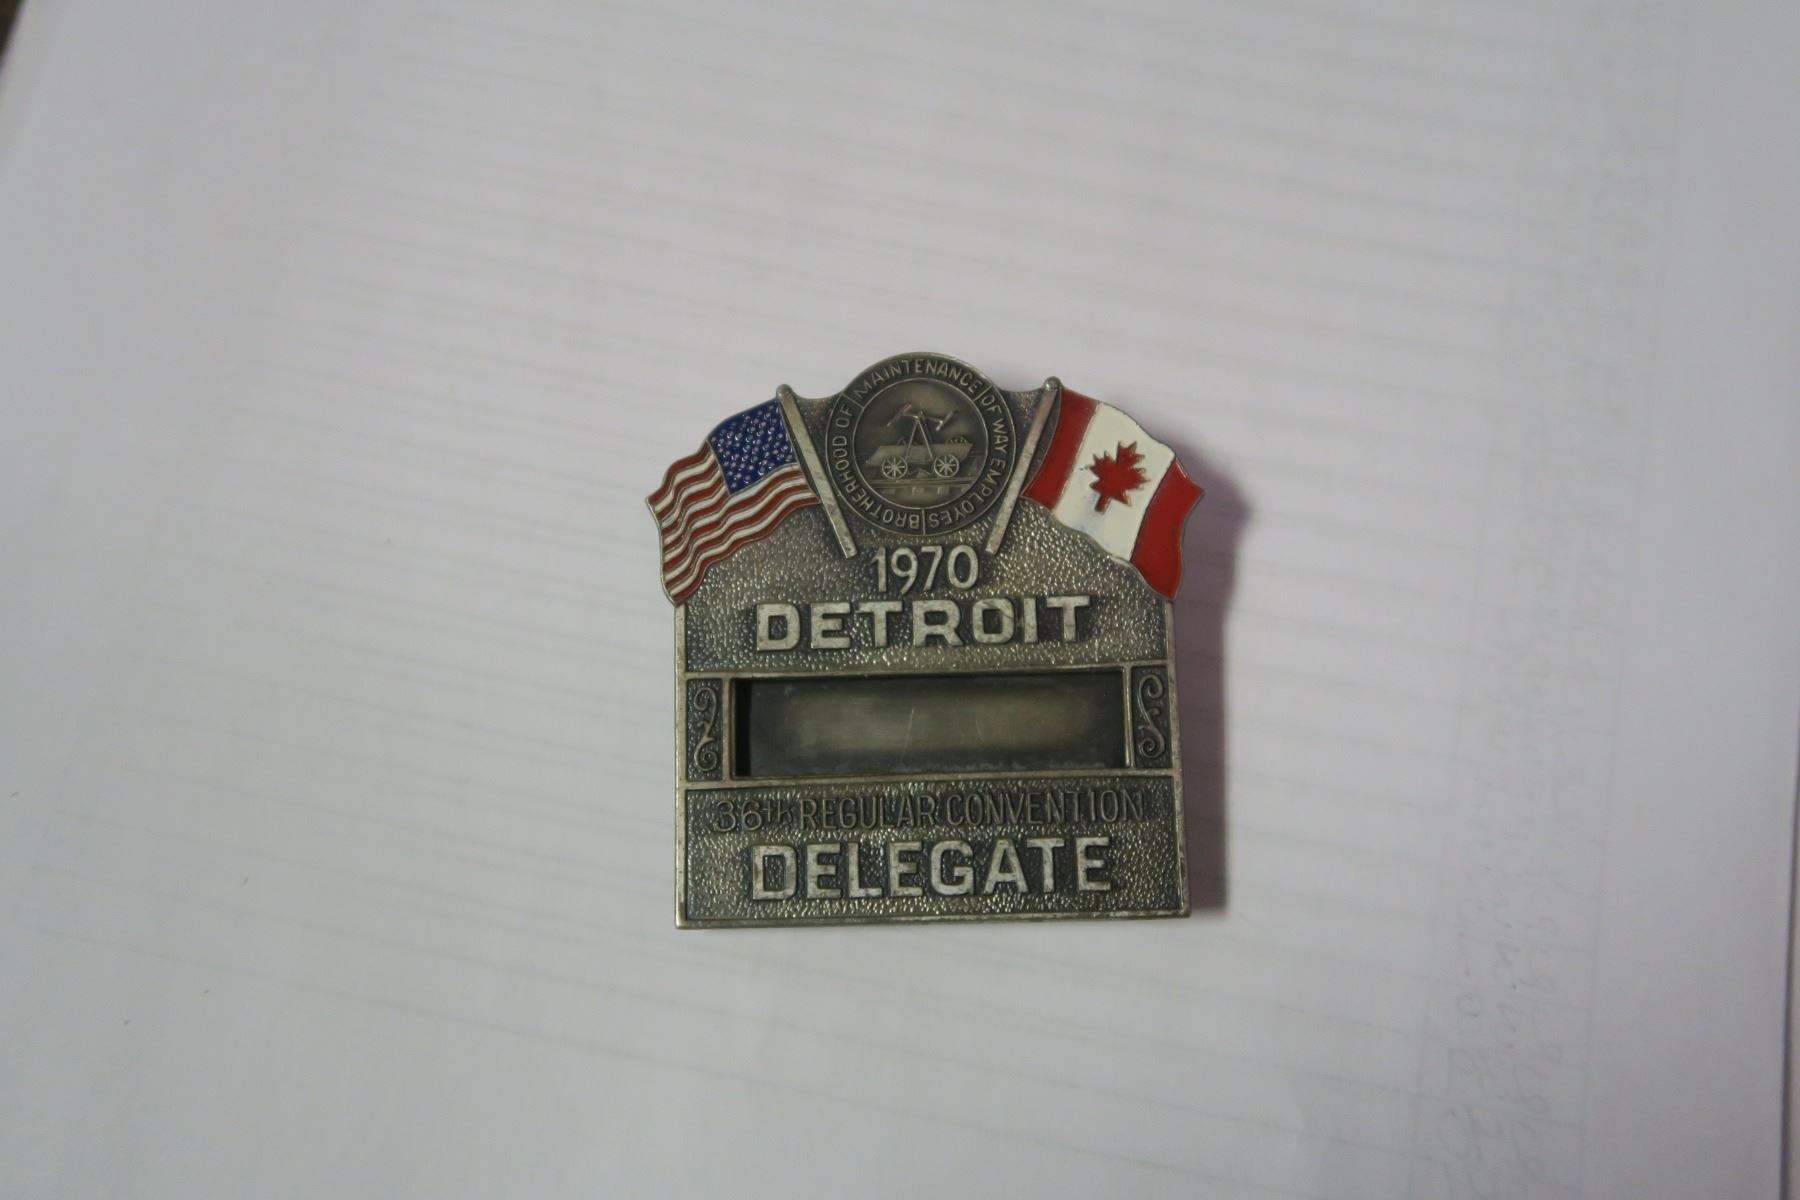 BROTHERHOOD OF MAINTENANCE OF WAY EMPLOYES
1970
DETROIT
36th REGULAR CONVENTION
DELEGATE